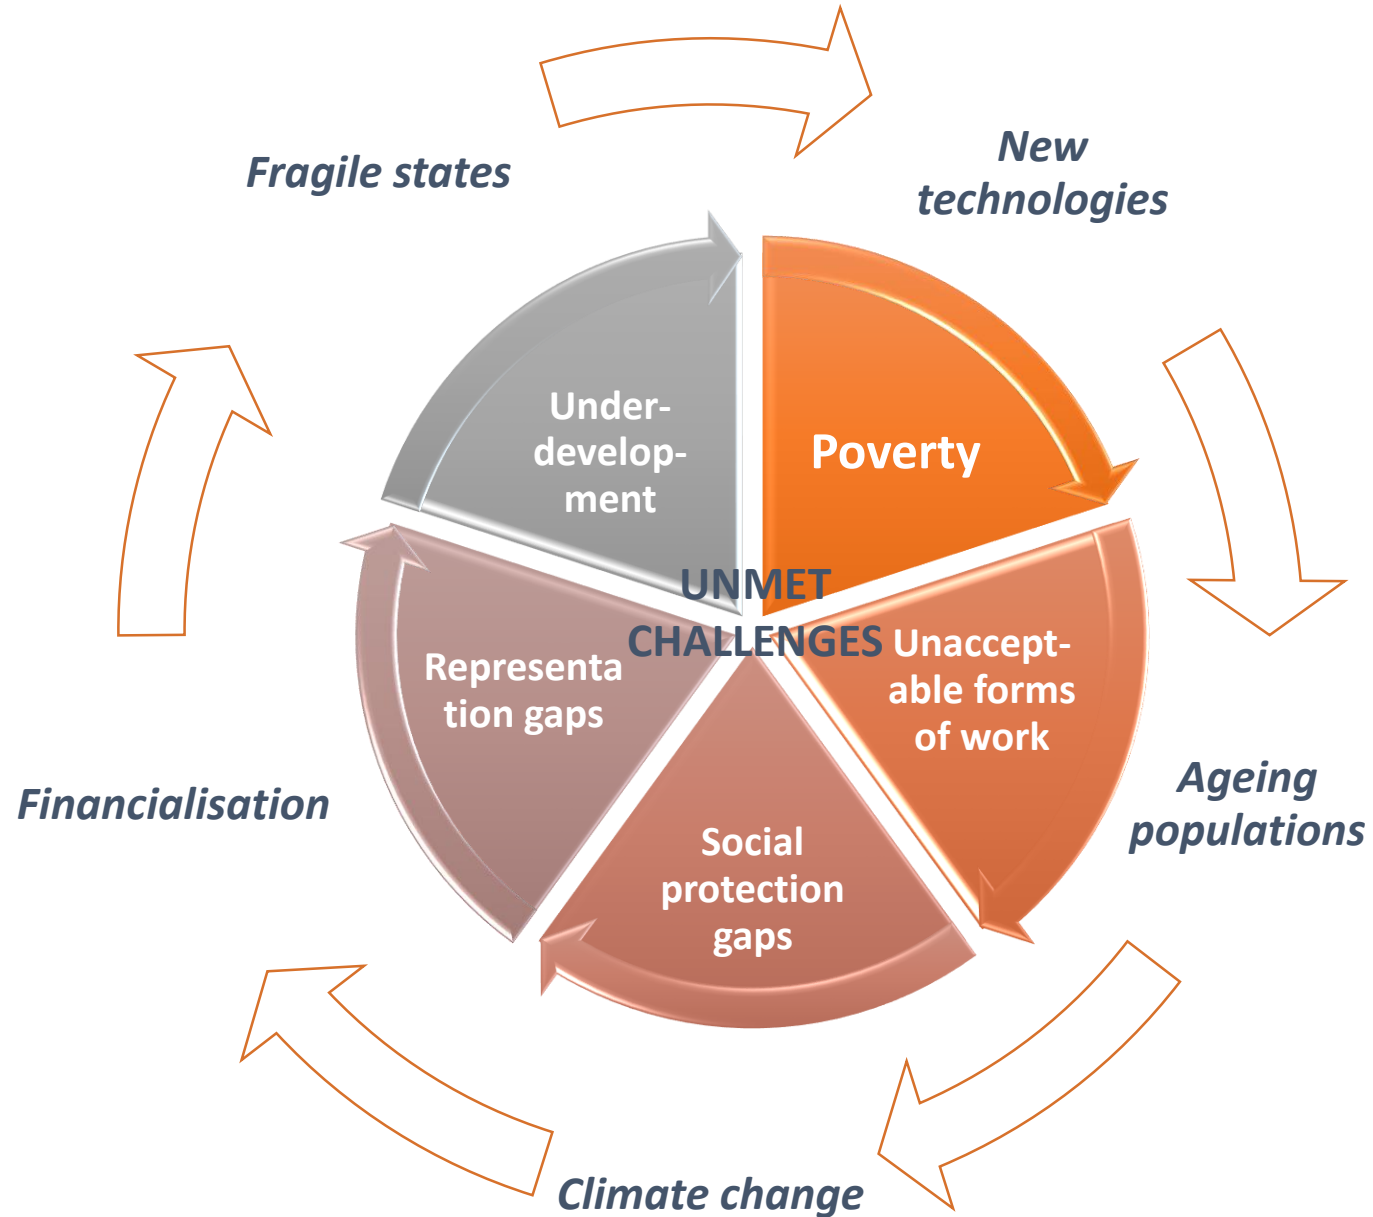 Fragile states
New
technologies
Under-
develop-
ment
Poverty
UNMET
CHALLENGES
Representa
tion gaps
Unaccept-
able forms
of work
Social
protection
gaps
Financialisation
Ageing
populations
Climate change